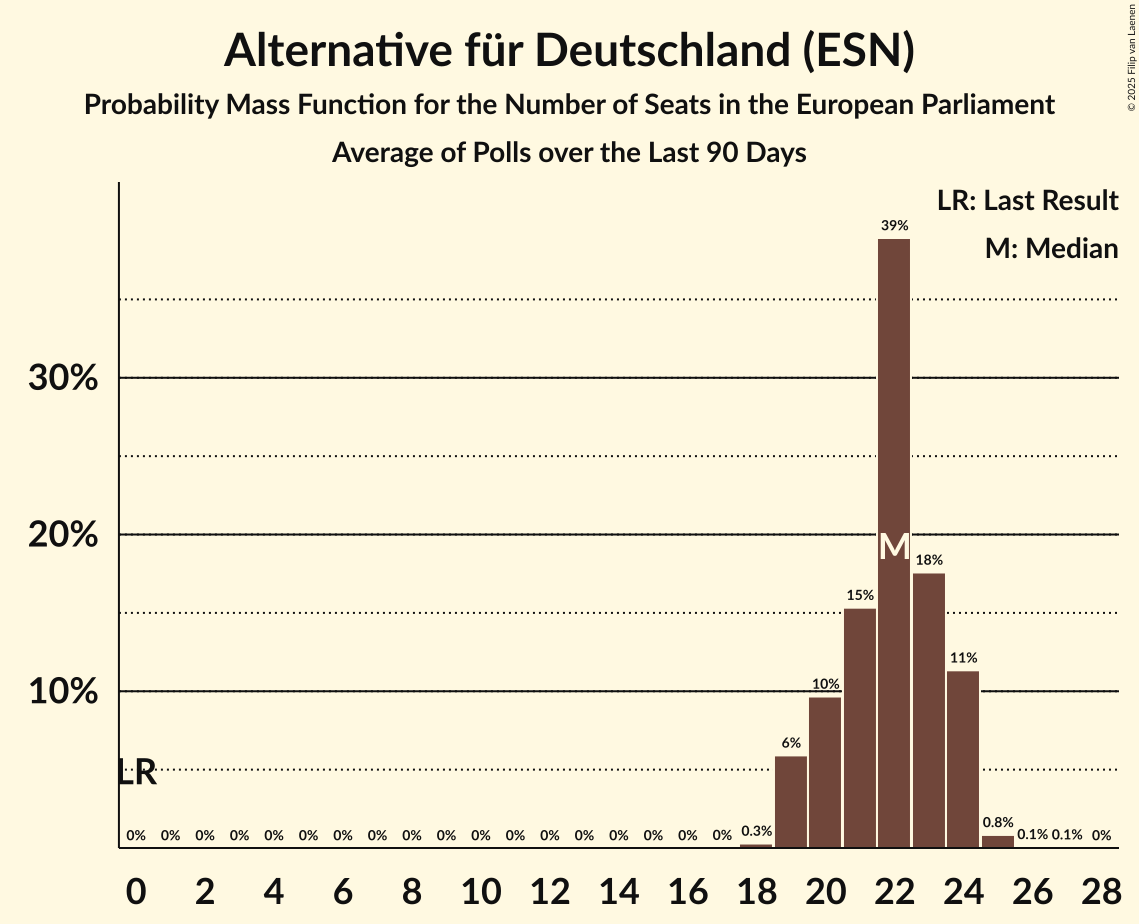 Alternative für Deutschland (ESN)
Probability Mass Function for the Number of Seats in the European Parliament
Average of Polls over the Last 90 Days
© 2025 Filip van Laenen
LR: Last Result
M: Median
39%
30%
20%
M
18%
15%
11%
10%
10%
6%
LR
0% 0% 0% 0% 0% 0% 0% 0% 0% 0% 0% 0% 0% 0% 0% 0% 0% 0% 0.3% 0.8% 0.1% 0.1% 0%
0 2 4 6 8 10 12 14 16 18 20 22 24 26 28